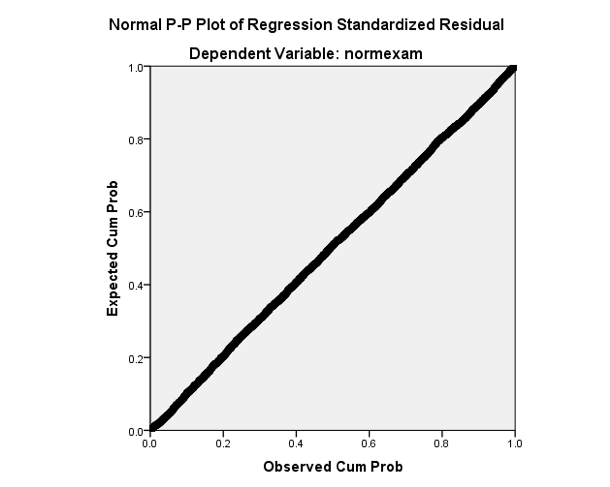 Normal P-P Plot of Regression Standardized Residual
Dependent Variable: normexam
1.0
0.8
0.6
0.4
0.2
0.0
Expected Cum Prob
0.0 0.2 0.4 0.6 0.8 1.0
Observed Cum Prob